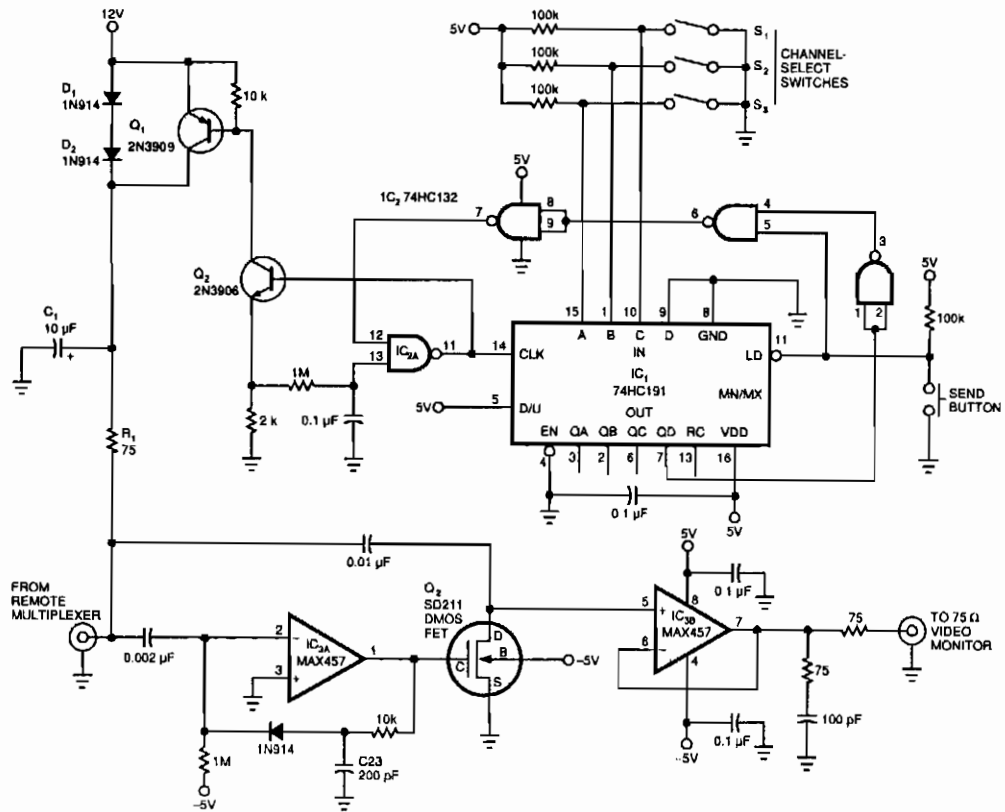 12V
D1
1N914
D2
1N914
Q1
2N3909
10 k
5V
100k
100k
100k
S1
S2
S3
CHANNEL-
SELECT
SWITCHES
5V
1C2 74HC132
7
8
9
6
4
5
3
1
2
5V
100k
Q2
2N3906
C1
10 µF
+
12
13
IC2A
11
14
CLK
15
1
10
9
8
A
B
C
D
GND
IN
IC1
74HC191
LD
11
MN/MX
OUT
5V
5
D/U
EN
QA
QB
QC
QD
RC
VDD
4
3
2
6
7
13
16
0 1 µF
5V
SEND
BUTTON
1M
0.1 µF
2 k
R1
75
0.01 µF
FROM
REMOTE
MULTIPLEXER
0.002 µF
2
3
−
+
IC3A
MAX457
1
Q2
SD211
DMOS
FET
D
B
C
S
−5V
1N914
10k
C23
200 pF
1M
−5V
5V
0 1 µF
8
5
6
+
−
IC3B
MAX457
7
4
−5V
0.1 µF
75
75
100 pF
TO 75 Ω
VIDEO
MONITOR